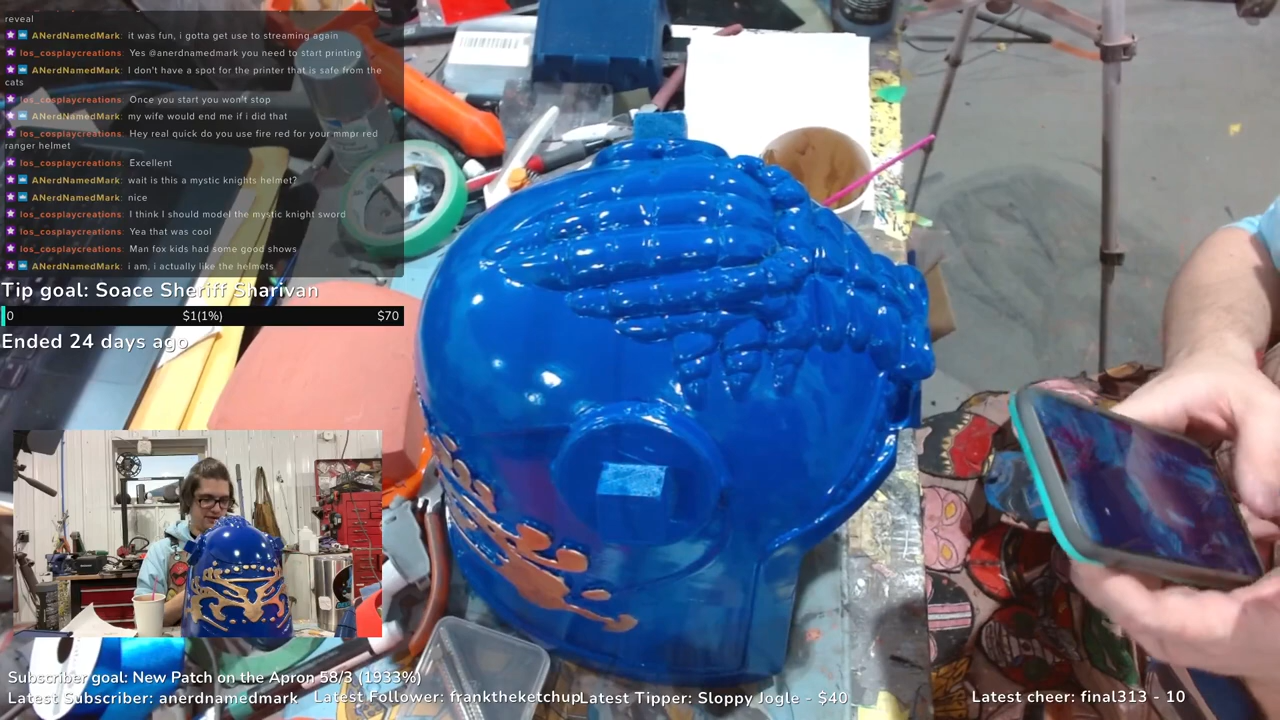 reveal
ANerdNamedMark: it was fun, i gotta get use to streaming again
los_cosplaycreations: Yes @anerdnamedmark you need to start printing
ANerdNamedMark: I don't have a spot for the printer that is safe from the
cats
los_cosplaycreations: Once you start you won't stop
ANerdNamedMark: my wife would end me if i did that
los_cosplaycreations: Hey real quick do you use fire red for your mmpr red
ranger helmet
los_cosplaycreations: Excellent
ANerdNamedMark: wait is this a mystic knights helmet?
ANerdNamedMark: nice
los_cosplaycreations: I think I should model the mystic knight sword
los_cosplaycreations: Yea that was cool
los_cosplaycreations: Man fox kids had some good shows
ANerdNamedMark: i am, i actually like the helmets
Tip goal: Soace Sheriff Sharivan
0 $1(1%) $70
Ended 24 days ago
Subscriber goal: New Patch on the Apron 58/3 (1933%)
Latest Subscriber: anerdnamedmark Latest Follower: franktheketchup Latest Tipper: Sloppy Jogle - $40 Latest cheer: final313 - 10